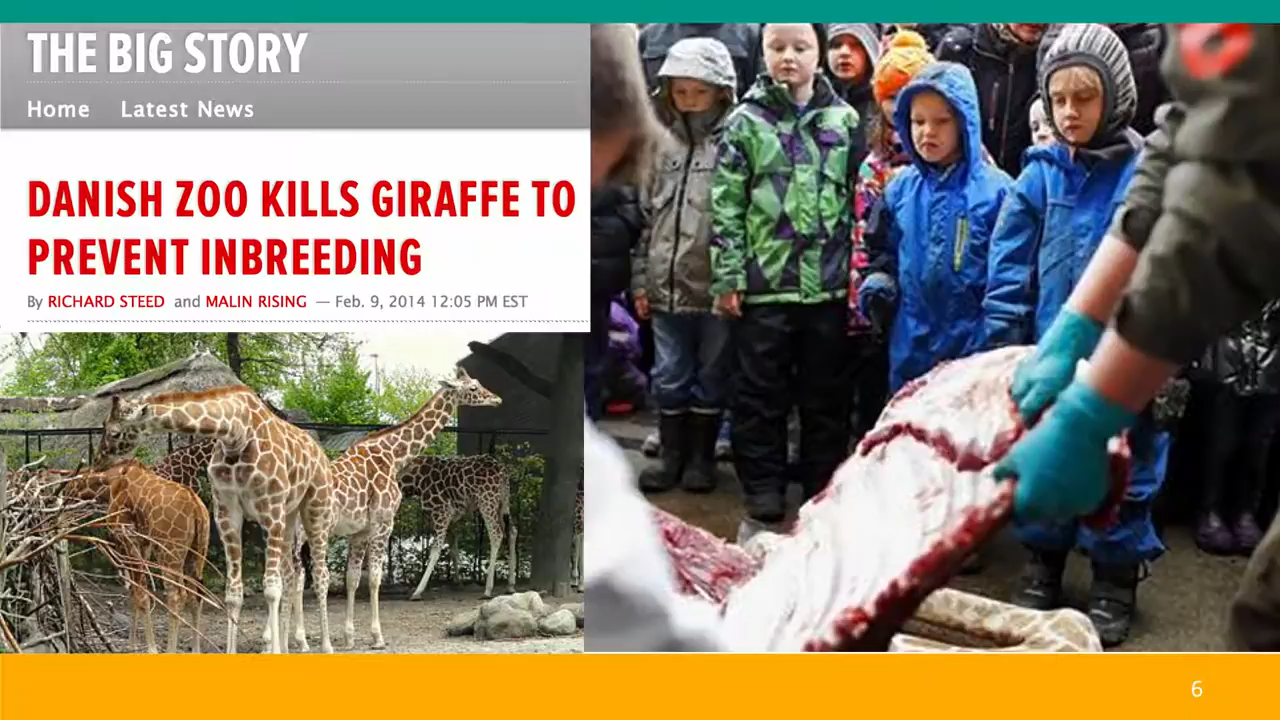 THE BIG STORY
Home Latest News
DANISH ZOO KILLS GIRAFFE TO
PREVENT INBREEDING
By RICHARD STEED and MALIN RISING — Feb. 9, 2014 12:05 PM EST
6